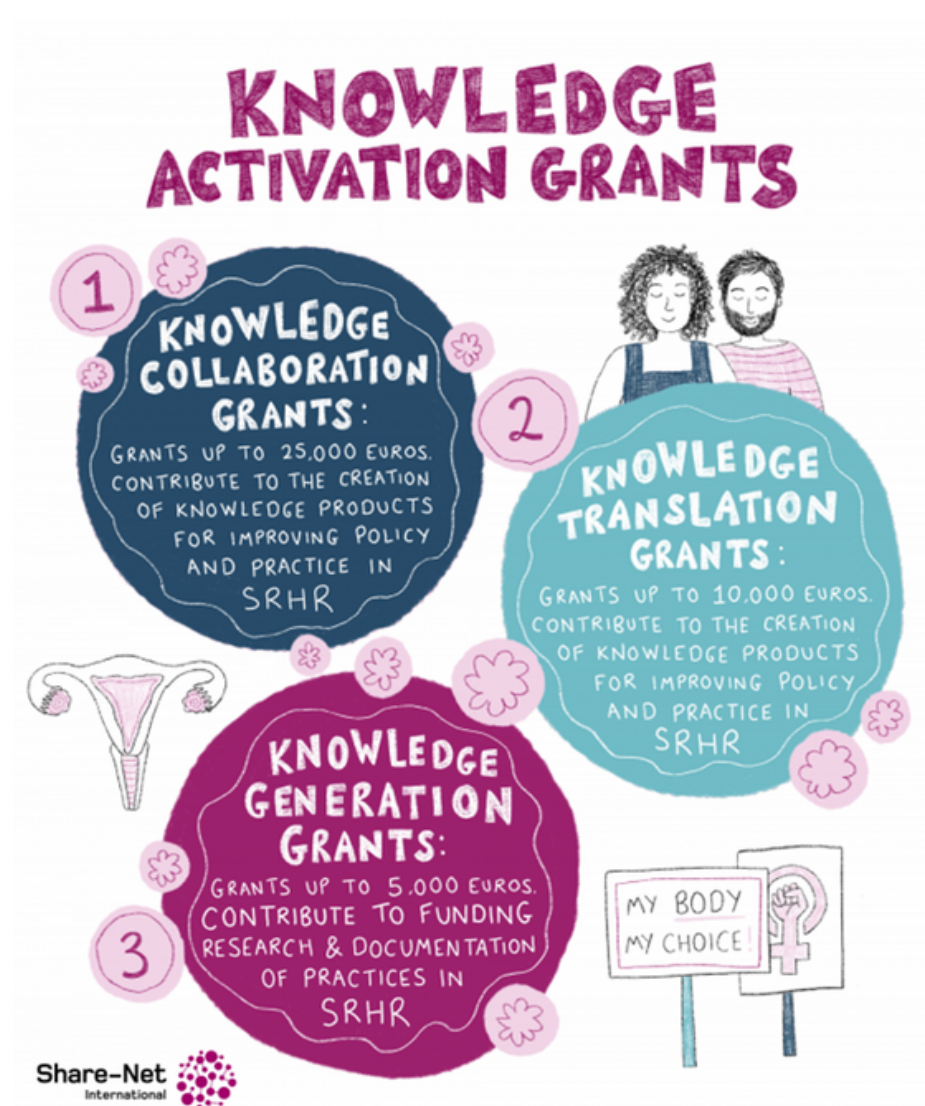 KNOWLEDGE
ACTIVATION GRANTS
1
KNOWLEDGE
COLLABORATION
GRANTS:
GRANTS UP TO 25.000 EUROS.
CONTRIBUTE TO THE CREATION
OF KNOWLEDGE PRODUCTS
FOR IMPROVING POLICY
AND PRACTICE IN
SRHR
2
KNOWLEDGE
TRANSLATION
GRANTS:
GRANTS UP TO 10.000 EUROS.
CONTRIBUTE TO THE CREATION
OF KNOWLEDGE PRODUCTS
FOR IMPROVING POLICY
AND PRACTICE IN
SRHR
3
KNOWLEDGE
GENERATION
GRANTS:
GRANTS UP TO 5.000 EUROS.
CONTRIBUTE TO FUNDING
RESEARCH & DOCUMENTATION
OF PRACTICES IN
SRHR
MY BODY
MY CHOICE!
Share-Net
International